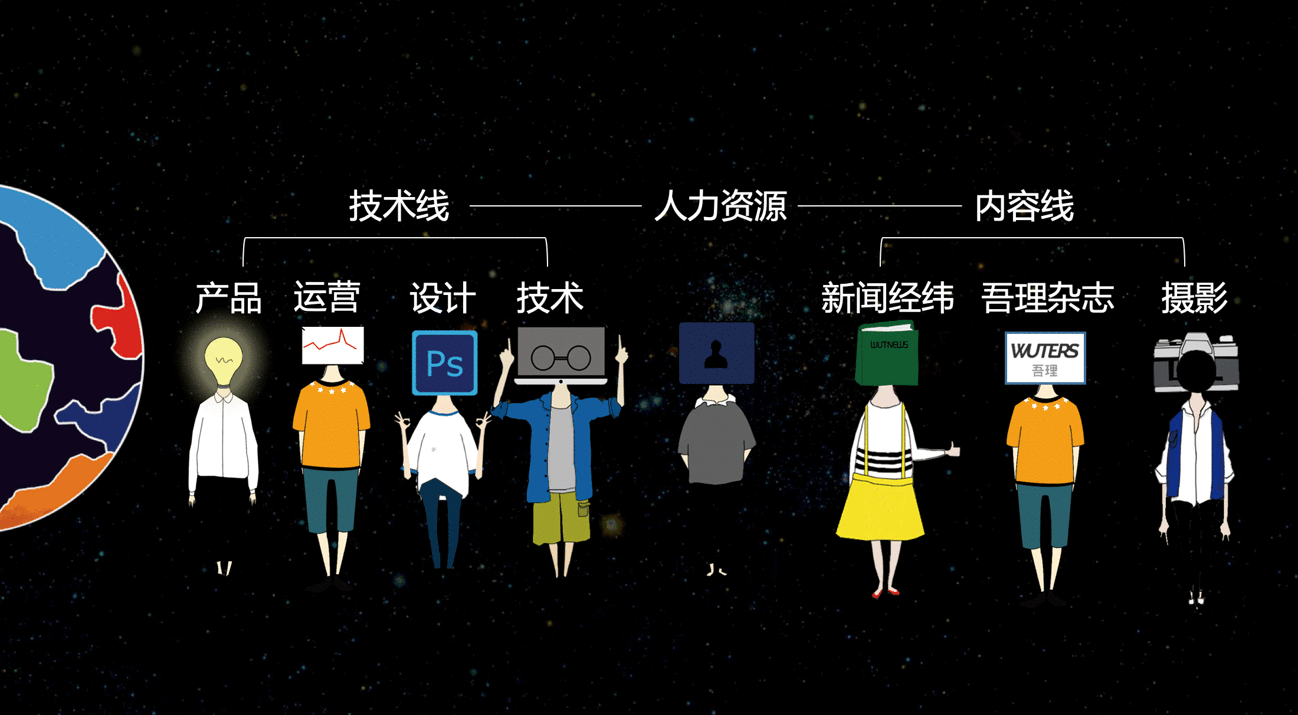 技术线 人力资源 内容线
产品 运营 设计 技术 新闻经纬 吾理杂志 摄影
Ps
WUTNEWS
WUTERS
吾理